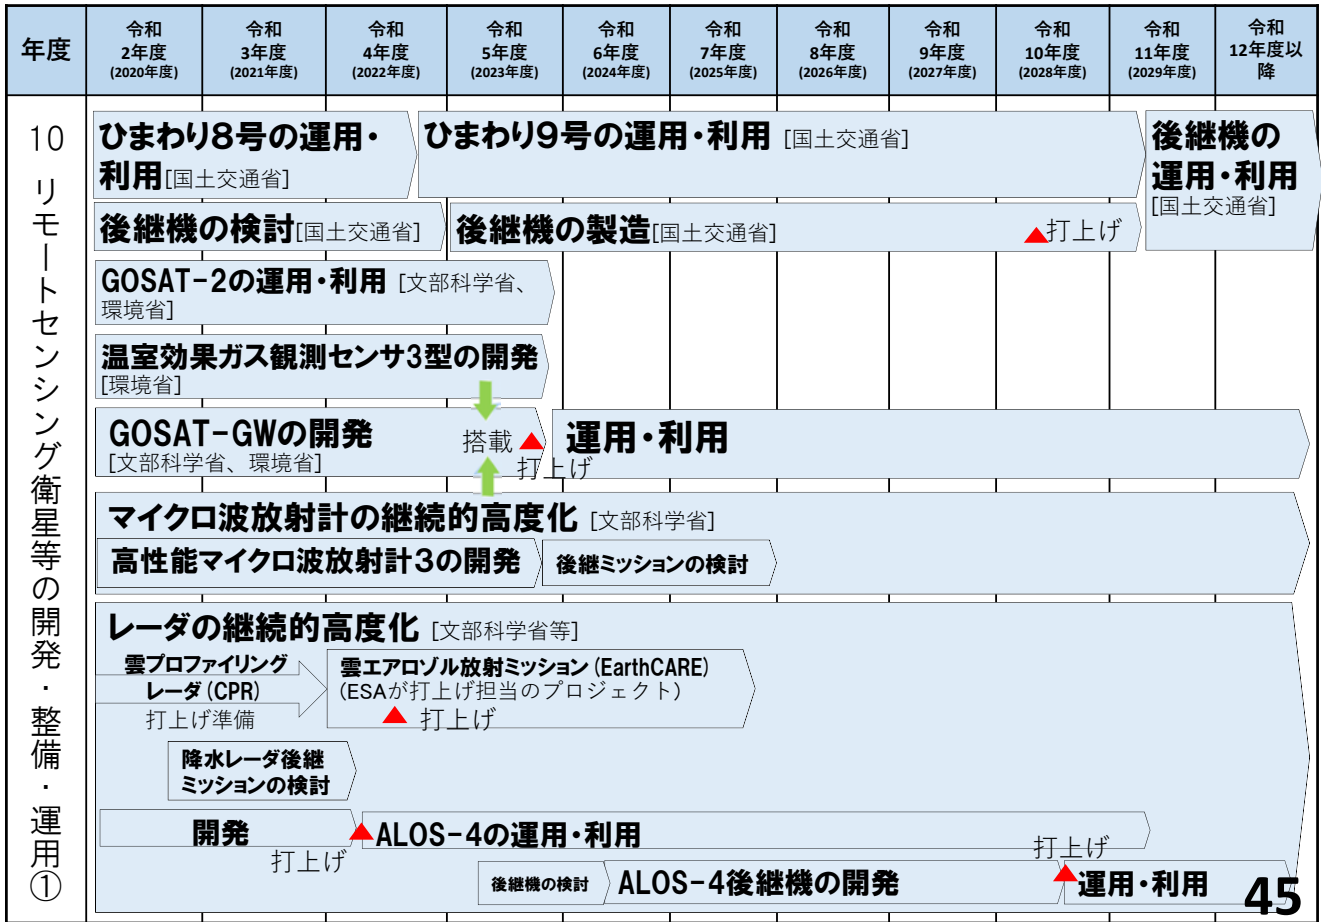 年度
令和
2年度
(2020年度)
令和
3年度
(2021年度)
令和
4年度
(2022年度)
令和
5年度
(2023年度)
令和
6年度
(2024年度)
令和
7年度
(2025年度)
令和
8年度
(2026年度)
令和
9年度
(2027年度)
令和
10年度
(2028年度)
令和
11年度
(2029年度)
令和
12年度以
降
10 リモートセンシング衛星等の開発・整備・運用①
ひまわり8号の運用・
利用[国土交通省]
ひまわり9号の運用・利用 [国土交通省]
後継機の
運用・利用
[国土交通省]
後継機の検討[国土交通省]
後継機の製造[国土交通省]
▲打上げ
GOSAT-2の運用・利用 [文部科学省、
環境省]
温室効果ガス観測センサ3型の開発
[環境省]
GOSAT-GWの開発
[文部科学省、環境省]
搭載▲
打上げ
運用・利用
マイクロ波放射計の継続的高度化 [文部科学省]
高性能マイクロ波放射計3の開発
後継ミッションの検討
レーダの継続的高度化 [文部科学省等]
雲プロファイリング
レーダ(CPR)
打上げ準備
雲エアロゾル放射ミッション(EarthCARE)
(ESAが打上げ担当のプロジェクト)
▲ 打上げ
降水レーダ後継
ミッションの検討
開発
打上げ
▲ALOS-4の運用・利用
後継機の検討
ALOS-4後継機の開発
打上げ
▲運用・利用
45